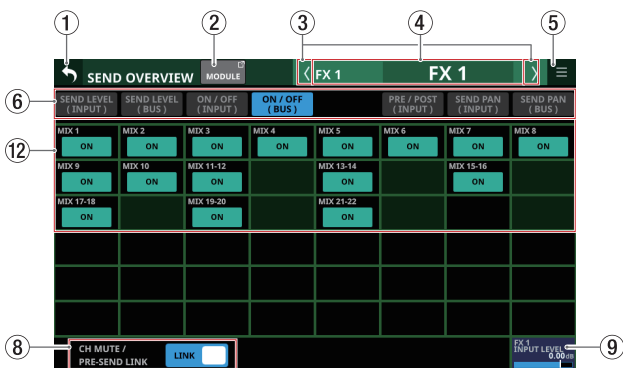 1 2 3 4 5
SEND OVERVIEW MODULE FX 1 FX 1
6 SEND LEVEL SEND LEVEL ON / OFF ON / OFF PRE / POST SEND PAN SEND PAN
(INPUT) (BUS) (INPUT) (BUS) (INPUT) (INPUT) (BUS)
12 MIX 1 MIX 2 MIX 3 MIX 4 MIX 5 MIX 6 MIX 7 MIX 8
ON ON ON ON ON ON ON ON
MIX 9 MIX 10 MIX 11-12 MIX 13-14 MIX 15-16
ON ON ON ON ON
MIX 17-18 MIX 19-20 MIX 21-22
ON ON ON
8 CH MUTE / LINK FX 1 9
PRE-SEND LINK INPUT LEVEL
0.00dB